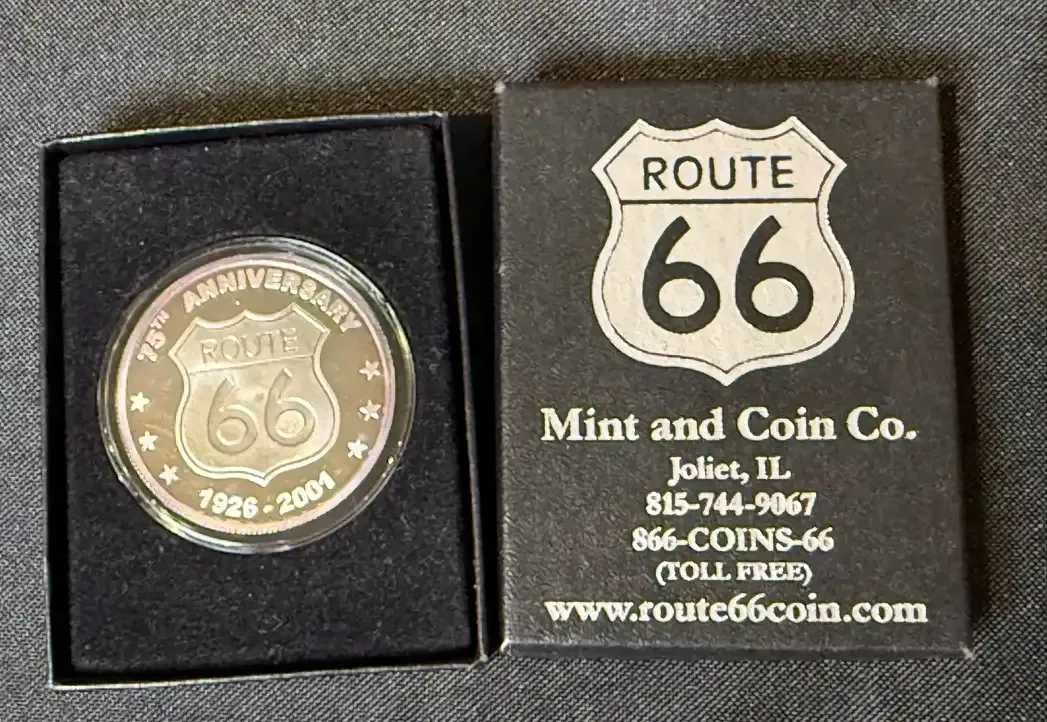 75TH ANNIVERSARY
ROUTE
66
1926 - 2001
ROUTE
66
Mint and Coin Co.
Joliet, IL
815-744-9067
866-COINS-66
(TOLL FREE)
www.route66coin.com